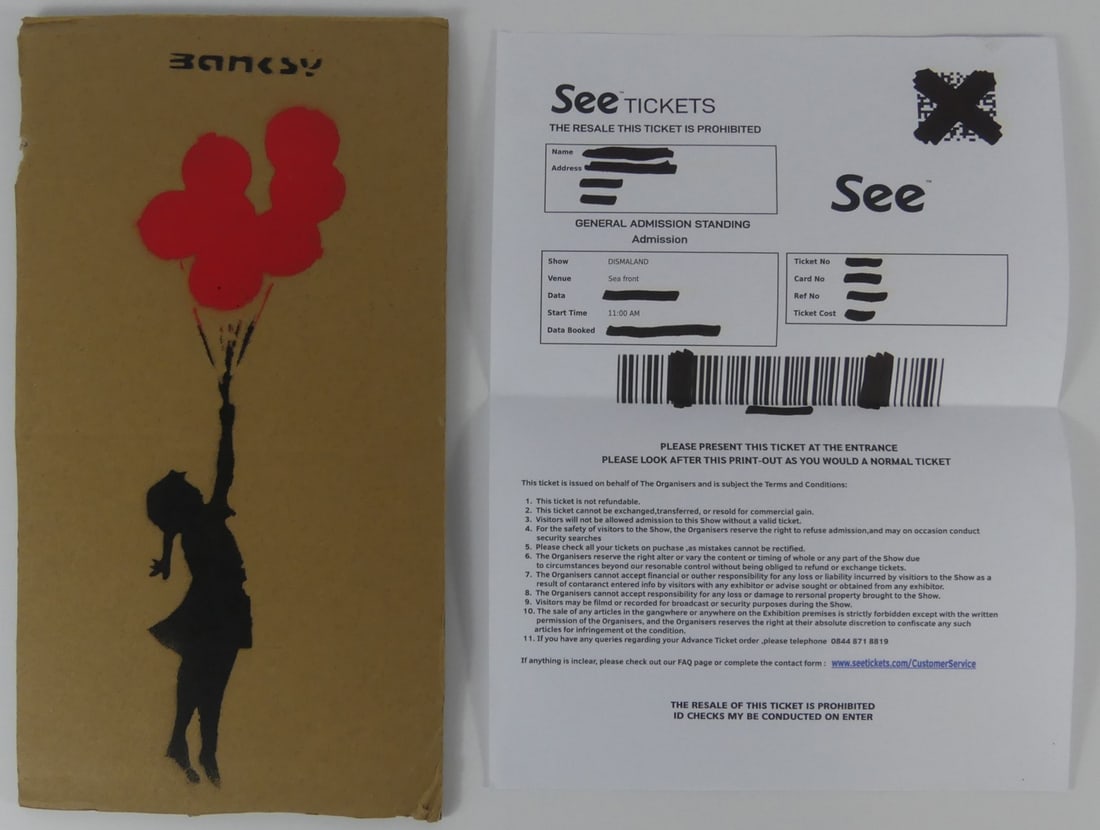 BANKSY
See™ TICKETS
THE RESALE THIS TICKET IS PROHIBITED
Name
Address
See™
GENERAL ADMISSION STANDING
Admission
Show DISMALAND
Venue Sea front
Data
Start Time 11:00 AM
Data Booked
Ticket No
Card No
Ref No
Ticket Cost
PLEASE PRESENT THIS TICKET AT THE ENTRANCE
PLEASE LOOK AFTER THIS PRINT-OUT AS YOU WOULD A NORMAL TICKET
This ticket is issued on behalf of The Organisers and is subject the Terms and Conditions:
1. This ticket is not refundable.
2. This ticket cannot be exchanged,transferred, or resold for commercial gain.
3. Visitors will not be allowed admission to this Show without a valid ticket.
4. For the safety of visitors to the Show, the Organisers reserve the right to refuse admission,and may on occasion conduct
security searches
5. Please check all your tickets on puchase ,as mistakes cannot be rectified.
6. The Organisers reserve the right alter or vary the content or timing of whole or any part of the Show due
to circumstances beyound our resonable control without being obliged to refund or exchange tickets.
7. The Organisers cannot accept financial or outher responsibility for any loss or liability incurred by visitiors to the Show as a
result of contaranct entered info by visitors with any exhibitor or advise sought or obtained from any exhibitor.
8. The Organisers cannot accept responsibility for any loss or damage to rersonal property brought to the Show.
9. Visitors may be filmd or recorded for broadcast or security purposes during the Show.
10. The sale of any articles in the gangwhere or anywhere on the Exhibition premises is strictly forbidden except with the written
permission of the Organisers, and the Organisers reserves the right at their absolute discretion to confiscate any such
articles for infringement ot the condition.
11. If you have any queries regarding your Advance Ticket order ,please telephone 0844 871 8819
If anything is inclear, please check out our FAQ page or complete the contact form : www.seetickets.com/CustomerService
THE RESALE OF THIS TICKET IS PROHIBITED
ID CHECKS MY BE CONDUCTED ON ENTER